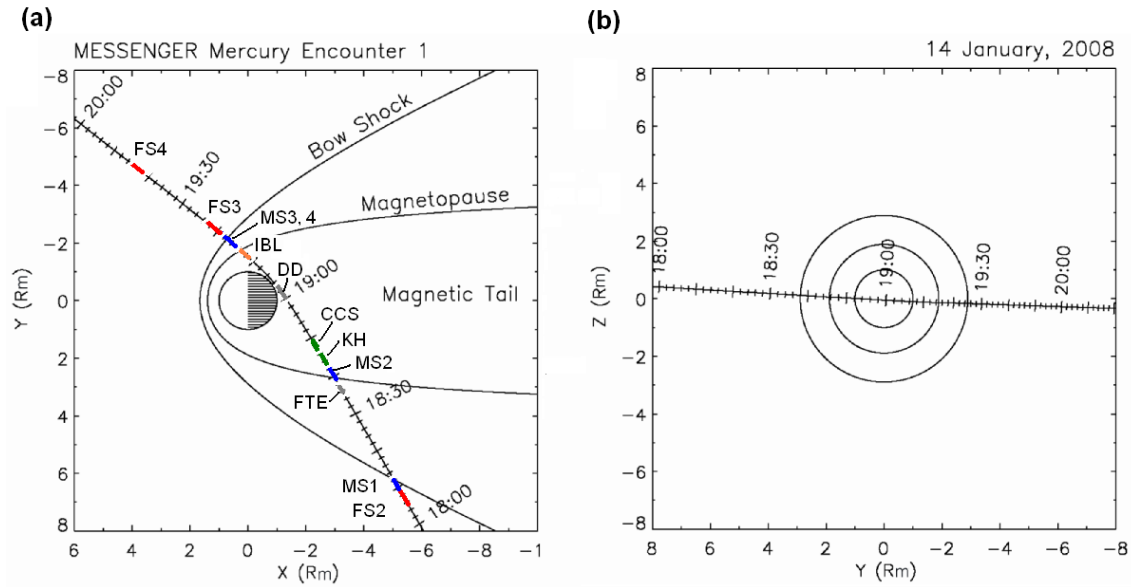 (a)
MESSENGER Mercury Encounter 1
-8
-6
-4
-2
0
2
4
6
8
Y (Rm)
6
4
2
0
-2
-4
-6
-8
-1
X (Rm)
20:00
FS4
19:30
FS3
MS3, 4
IBL
DD
19:00
CCS
KH
MS2
FTE
18:30
MS1
FS2
18:00
Bow Shock
Magnetopause
Magnetic Tail
(b)
14 January, 2008
8
6
4
2
0
-2
-4
-6
-8
Z (Rm)
8
6
4
2
0
-2
-4
-6
-8
Y (Rm)
18:00
18:30
19:00
19:30
20:00